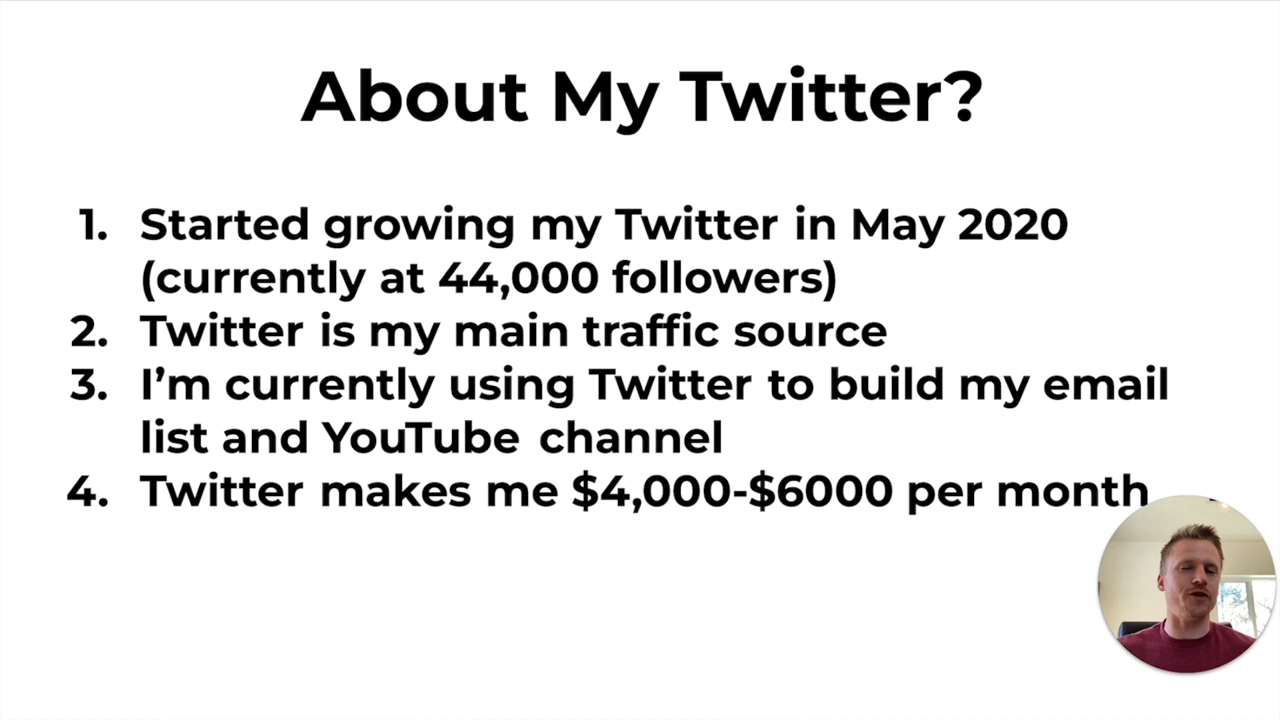 About My Twitter?
1. Started growing my Twitter in May 2020
(currently at 44,000 followers)
2. Twitter is my main traffic source
3. I’m currently using Twitter to build my email
list and YouTube channel
4. Twitter makes me $4,000-$6000 per month